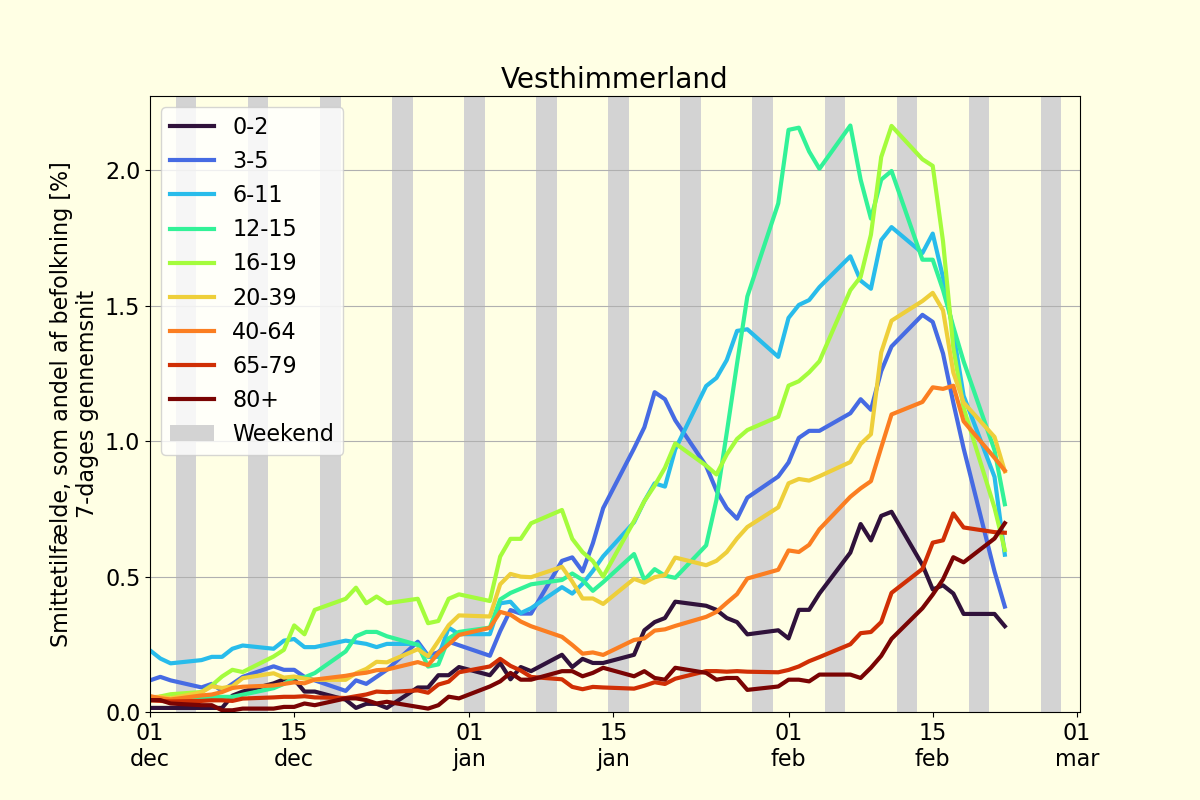 Vesthimmerland
Smittetilfælde, som andel af befolkning [%]
7-dages gennemsnit
2.0
1.5
1.0
0.5
0.0
0-2
3-5
6-11
12-15
16-19
20-39
40-64
65-79
80+
Weekend
01 15 01 15 01 15 01
dec dec jan jan feb feb mar